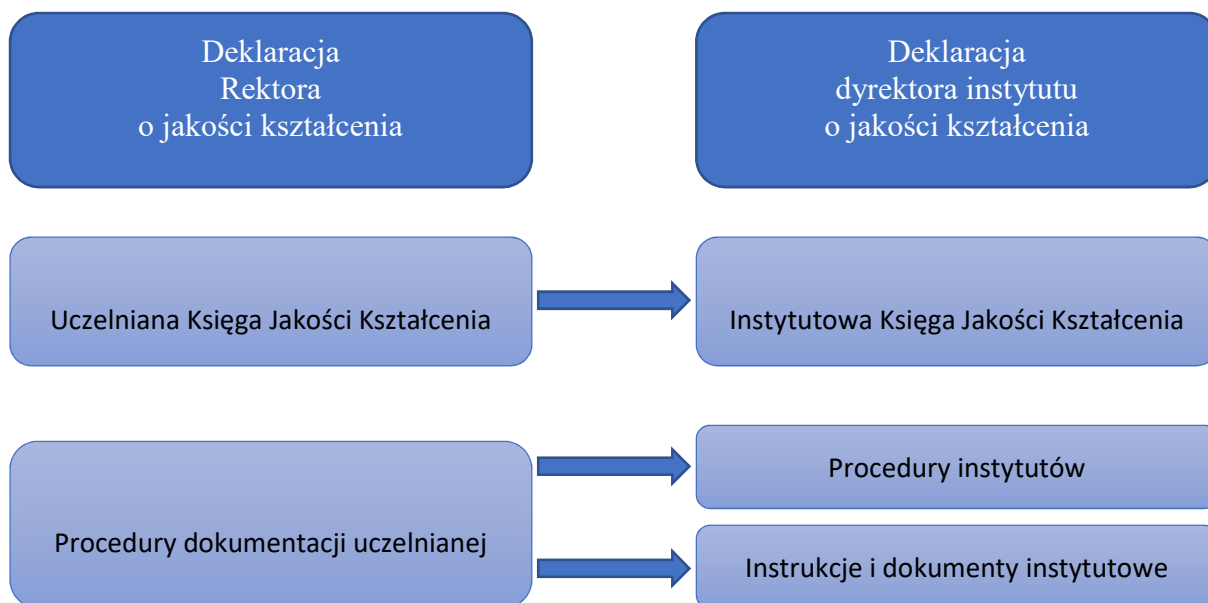 Deklaracja
Rektora
o jakości kształcenia
Deklaracja
dyrektora instytutu
o jakości kształcenia
Uczelniana Księga Jakości Kształcenia
Instytutowa Księga Jakości Kształcenia
Procedury dokumentacji uczelnianej
Procedury instytutów
Instrukcje i dokumenty instytutowe